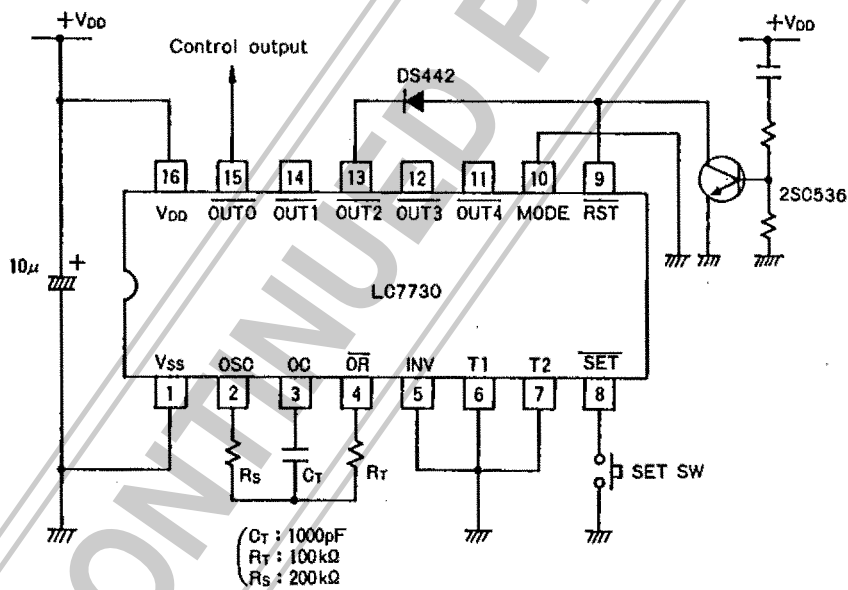 +VDD
+VDD
Control output
DS442
16 15 14 13 12 11 10 9
VDD OUT0 OUT1 OUT2 OUT3 OUT4 MODE RST
2SC536
10μ +
LC7730
VSS OSC OC OR INV T1 T2 SET
1 2 3 4 5 6 7 8
RS CT RT
SET SW
CT : 1000pF
RT : 100kΩ
RS : 200kΩ